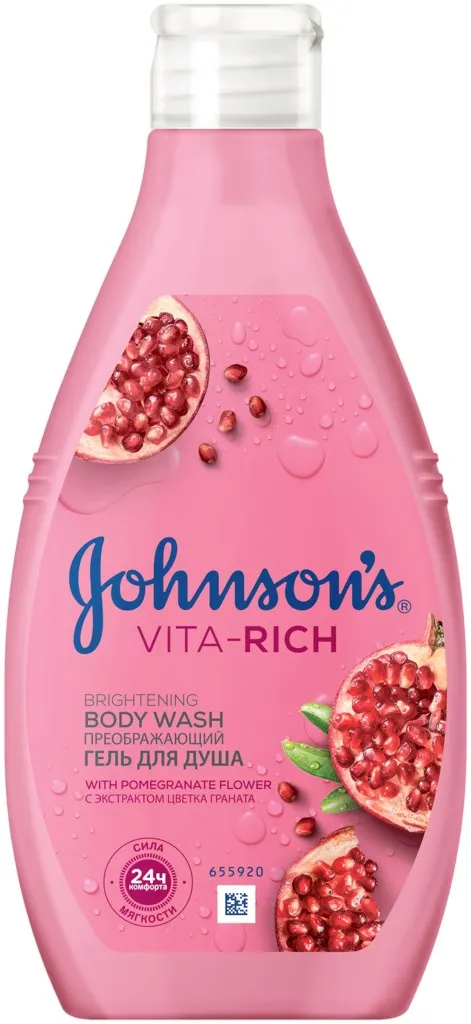 Johnson's®
VITA-RICH
BRIGHTENING
BODY WASH
ПРЕОБРАЖАЮЩИЙ
ГЕЛЬ ДЛЯ ДУША
WITH POMEGRANATE FLOWER
С ЭКСТРАКТОМ ЦВЕТКА ГРАНАТА
СИЛА
24ч
комфорта
МЯГКОСТИ
655920